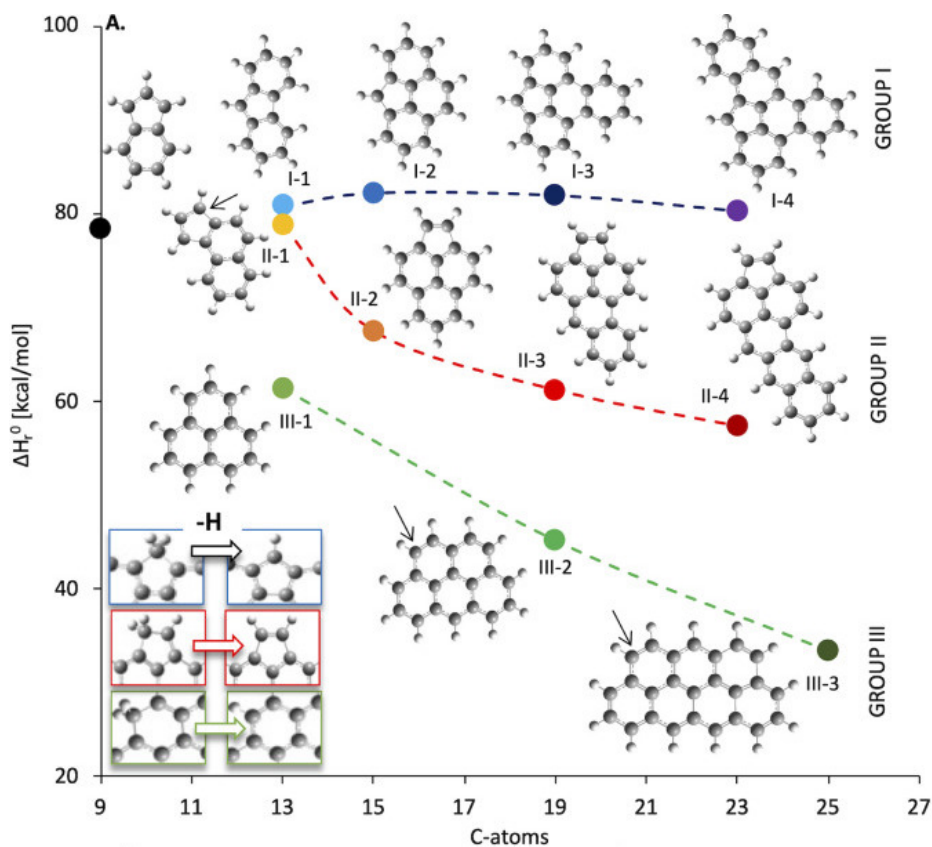 100
A.
GROUP I
I-1
I-2
I-3
I-4
80
II-1
II-2
GROUP II
ΔHr⁰ [kcal/mol]
II-3
II-4
60
III-1
-H
III-2
40
GROUP III
III-3
20
9
11
13
15
17
19
21
23
25
27
C-atoms